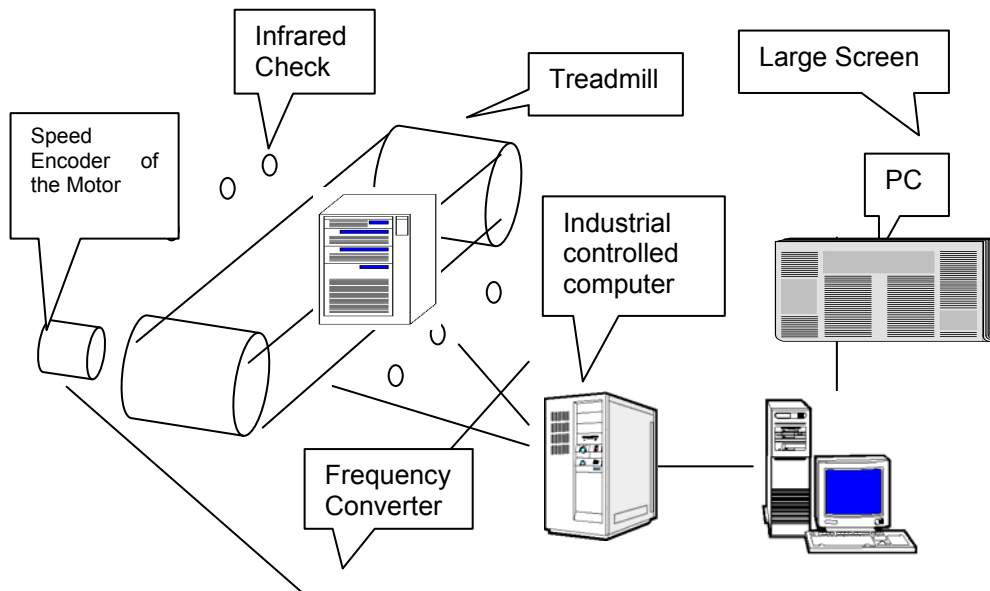 Infrared
Check
Treadmill
Large Screen
Speed
Encoder of
the Motor
PC
Industrial
controlled
computer
Frequency
Converter